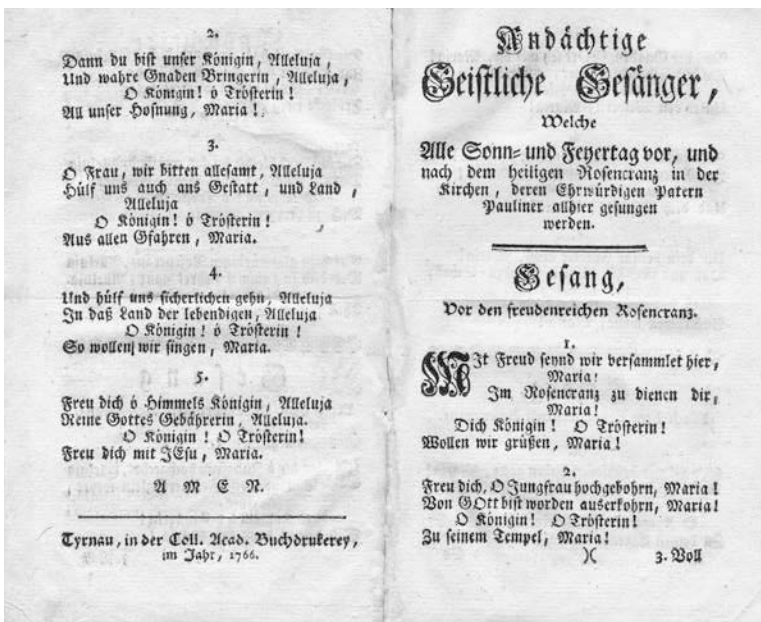 2.
Dann du bist unser Königin, Alleluja,
Und wahre Gnaden Bringerin, Alleluja,
O Königin! ó Trösterin!
All unser Hofnung, Maria!
3.
O Frau, wir bitten allesamt, Alleluja
Hülf uns auch ans Gestatt, und Land,
Alleluja
O Königin! ó Trösterin!
Aus allen Gfahren, Maria.
4.
Und hülf uns sicherlichen gehn, Alleluja
In daß Land der lebendigen, Alleluja
O Königin! ó Trösterin!
So wollen wir singen, Maria.
5.
Freu dich ó Himmels Königin, Alleluja
Reine Gottes Gebährerin, Alleluja.
O Königin! O Trösterin!
Freu dich mit JEsu, Maria.
A M E N.
Tyrnau, in der Coll. Acad. Buchdrukerey,
im Jahr, 1766.
Andächtige
Geistliche Gesänger,
Welche
Alle Sonn- und Feyertag vor, und
nach dem heiligen Rosencranz in der
Kirchen, deren Ehrwürdigen Patern
Pauliner allhier gesungen
werden.
Gesang,
Vor den freudenreichen Rosencranz.
1.
MIt Freud seynd wir versammlet hier,
Maria!
Im Rosencranz zu dienen dir,
Maria!
Dich Königin! O Trösterin!
Wollen wir grüßen, Maria!
2.
Freu dich, O Jungfrau hochgebohrn, Maria!
Von GOtt bist worden auserkohrn, Maria!
O Königin! O Trösterin!
Zu seinem Tempel, Maria!
)( 3. Voll